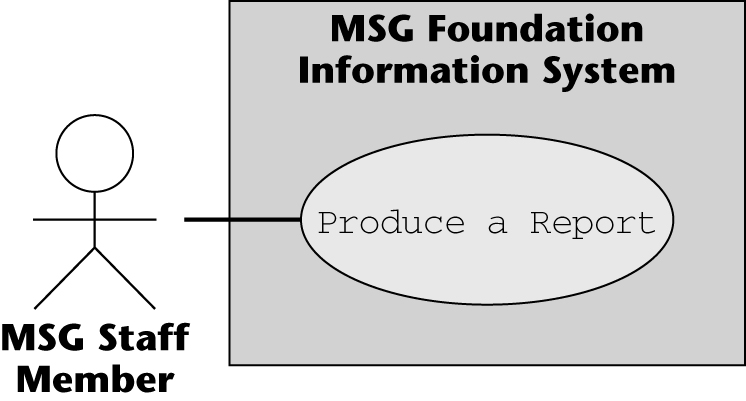 MSG Foundation
Information System
Produce a Report
MSG Staff
Member